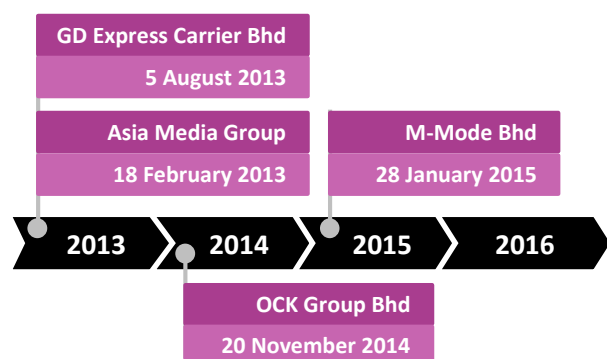 GD Express Carrier Bhd
5 August 2013
Asia Media Group
18 February 2013
M-Mode Bhd
28 January 2015
2013
2014
2015
2016
OCK Group Bhd
20 November 2014